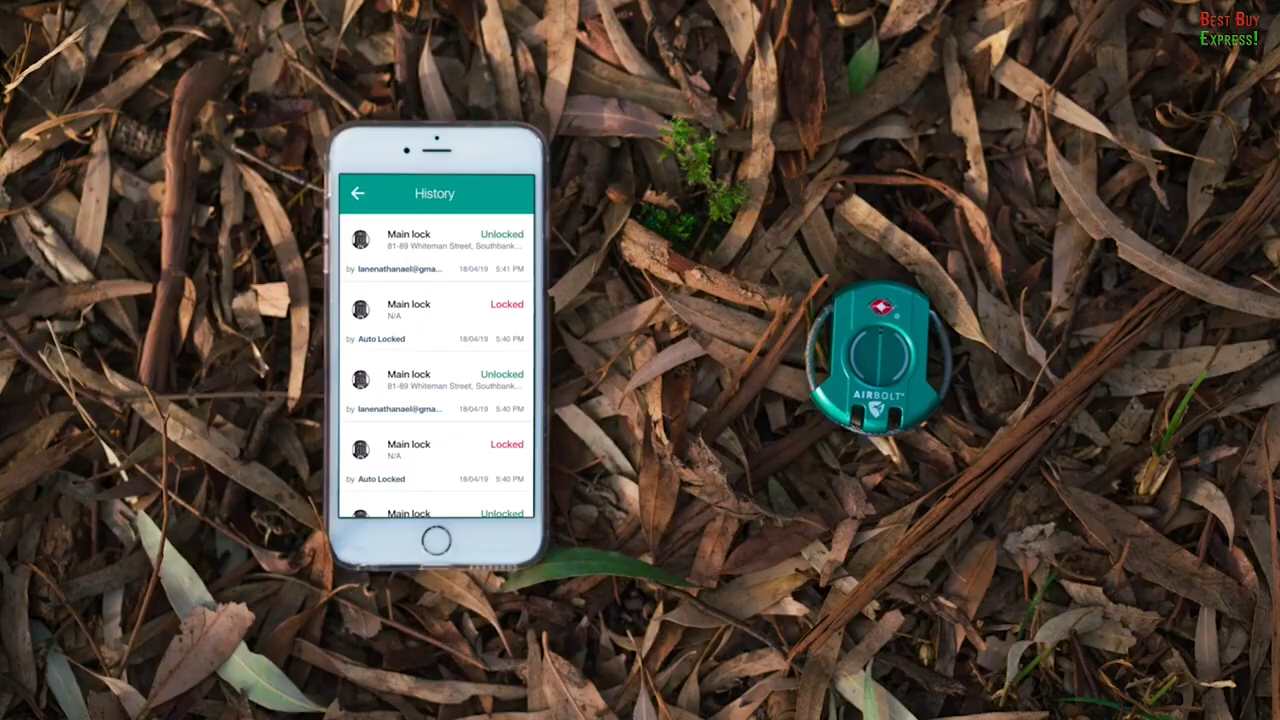 BEST BUY
EXPRESS!
History
Main lock Unlocked
81-89 Whiteman Street, Southbank...
by lanenathanael@gma... 18/04/19 5:41 PM
Main lock Locked
N/A
by Auto Locked 18/04/19 5:40 PM
Main lock Unlocked
81-89 Whiteman Street, Southbank...
by lanenathanael@gma... 18/04/19 5:40 PM
Main lock Locked
N/A
by Auto Locked 18/04/19 5:40 PM
Main lock Unlocked
AIRBOLT™